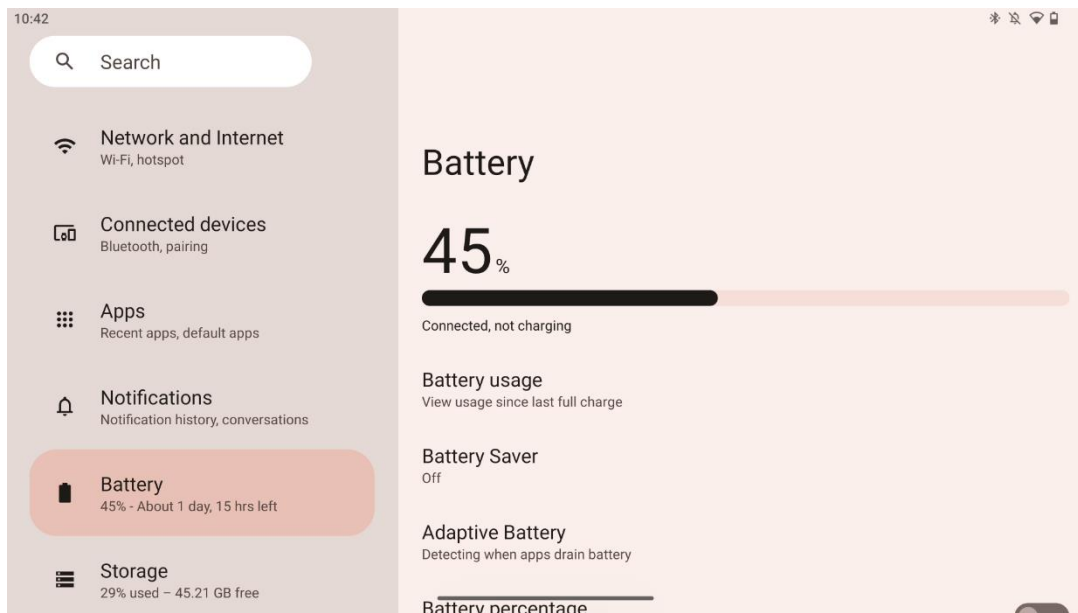 10:42
Search
Network and Internet
Wi-Fi, hotspot
Connected devices
Bluetooth, pairing
Apps
Recent apps, default apps
Notifications
Notification history, conversations
Battery
45% - About 1 day, 15 hrs left
Storage
29% used – 45.21 GB free
Battery
45%
Connected, not charging
Battery usage
View usage since last full charge
Battery Saver
Off
Adaptive Battery
Detecting when apps drain battery
Battery percentage